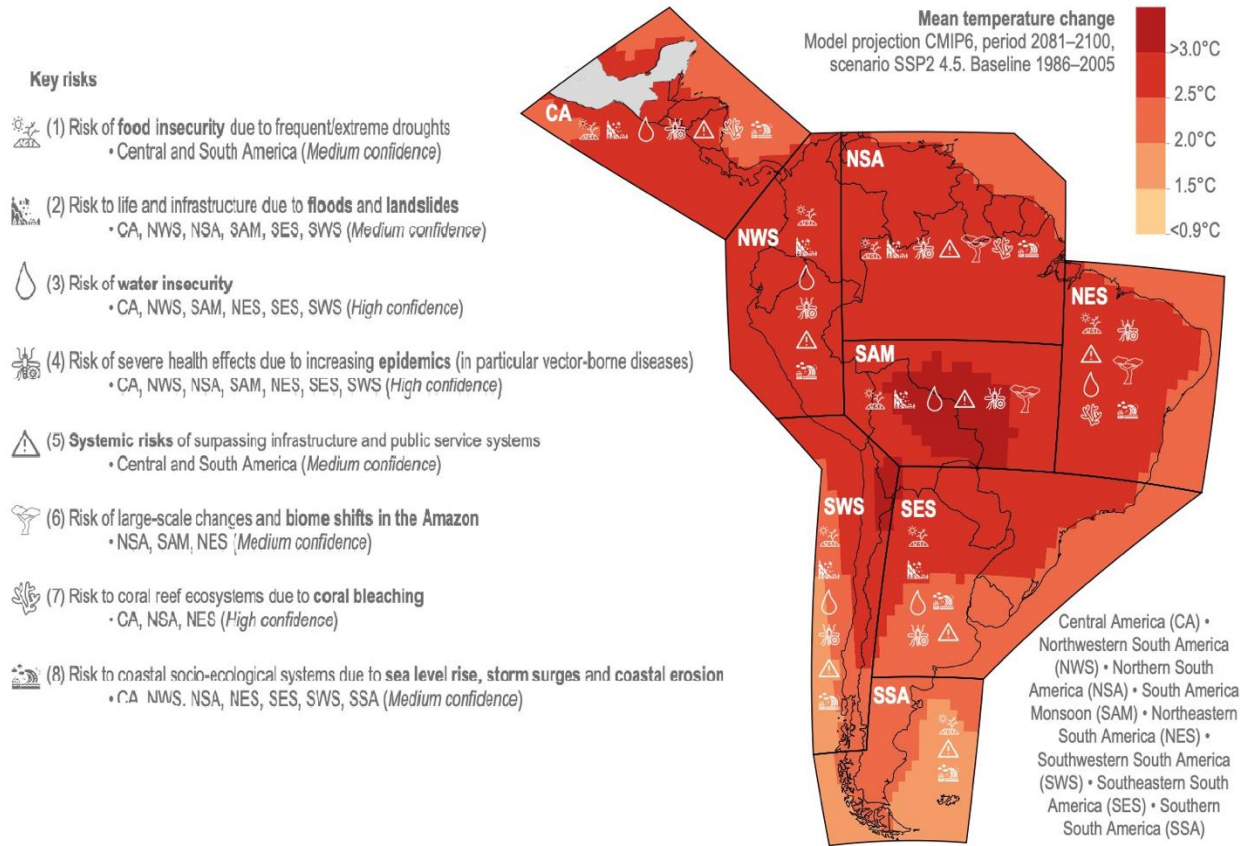 Key risks
(1) Risk of food insecurity due to frequent/extreme droughts
• Central and South America (Medium confidence)
(2) Risk to life and infrastructure due to floods and landslides
• CA, NWS, NSA, SAM, SES, SWS (Medium confidence)
(3) Risk of water insecurity
• CA, NWS, SAM, NES, SES, SWS (High confidence)
(4) Risk of severe health effects due to increasing epidemics (in particular vector-borne diseases)
• CA, NWS, NSA, SAM, NES, SES, SWS (High confidence)
(5) Systemic risks of surpassing infrastructure and public service systems
• Central and South America (Medium confidence)
(6) Risk of large-scale changes and biome shifts in the Amazon
• NSA, SAM, NES (Medium confidence)
(7) Risk to coral reef ecosystems due to coral bleaching
• CA, NSA, NES (High confidence)
(8) Risk to coastal socio-ecological systems due to sea level rise, storm surges and coastal erosion
• CA, NWS, NSA, NES, SES, SWS, SSA (Medium confidence)
Mean temperature change
Model projection CMIP6, period 2081–2100,
scenario SSP2 4.5. Baseline 1986–2005
>3.0°C
2.5°C
2.0°C
1.5°C
<0.9°C
CA
NSA
NWS
NES
SAM
SWS
SES
SSA
Central America (CA) •
Northwestern South America
(NWS) • Northern South
America (NSA) • South America
Monsoon (SAM) • Northeastern
South America (NES) •
Southwestern South America
(SWS) • Southeastern South
America (SES) • Southern
South America (SSA)